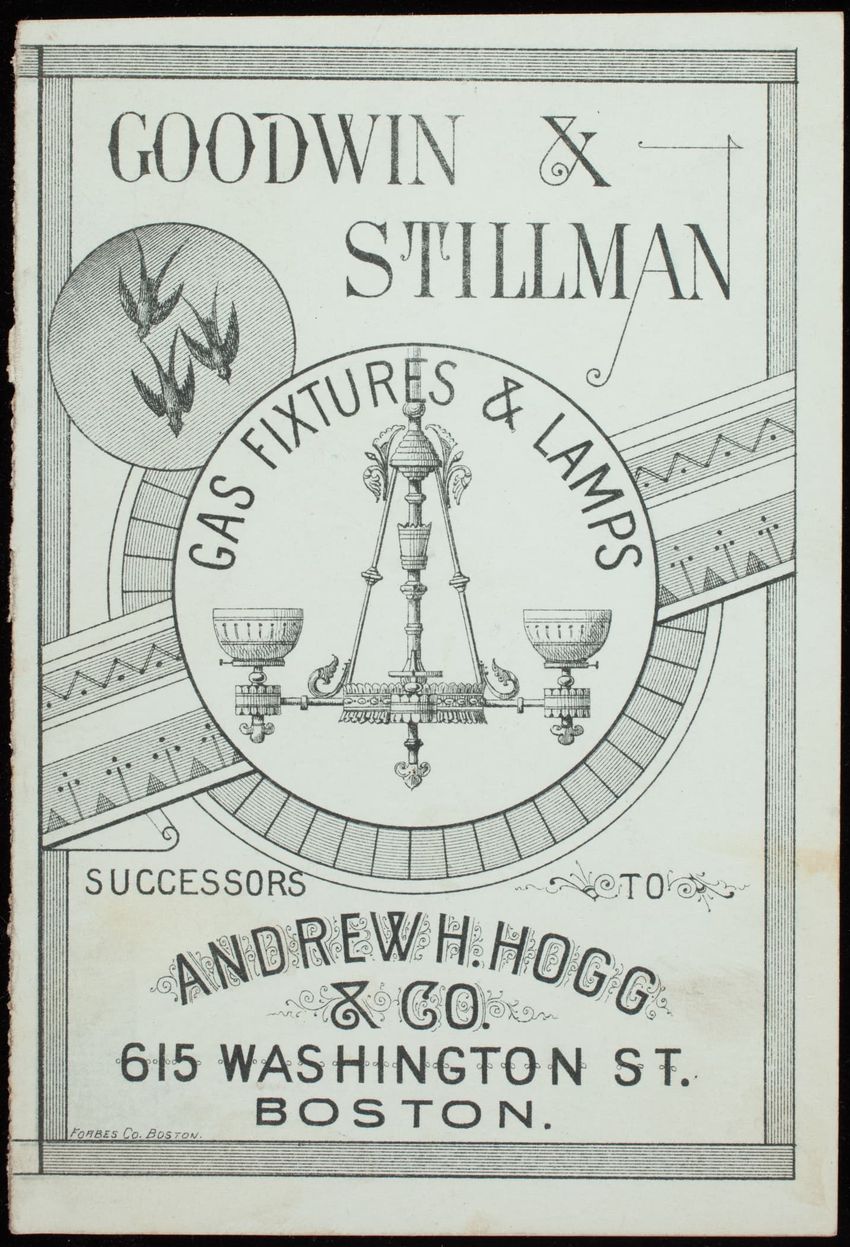 GOODWIN &
STILLMAN
GAS FIXTURES & LAMPS
SUCCESSORS TO
ANDREW H. HOGG
& CO.
615 WASHINGTON ST.
BOSTON.
FORBES CO. BOSTON.